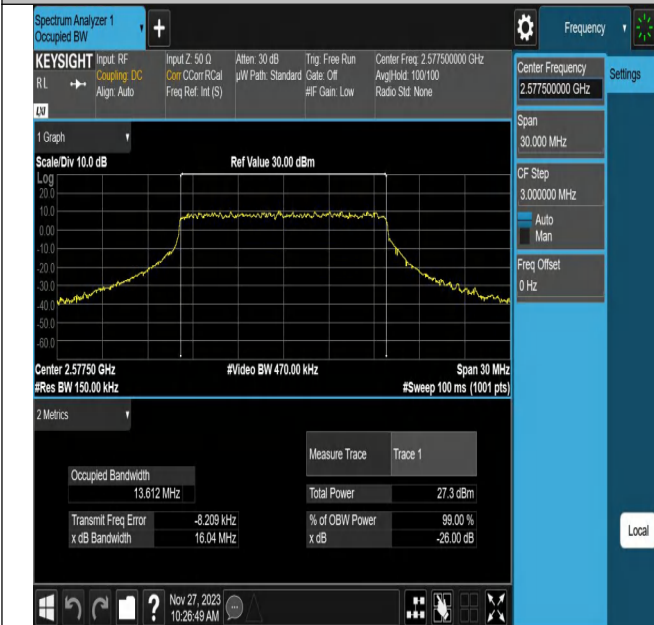 Spectrum Analyzer 1
Occupied BW
+
Frequency
KEYSIGHT
RL
LXI
Input: RF
Coupling: DC
Align: Auto
Input Z: 50 Ω
Corr CCorr RCal
Freq Ref: Int (S)
Atten: 30 dB
µW Path: Standard
Trig: Free Run
Gate: Off
#IF Gain: Low
Center Freq: 2.577500000 GHz
Avg|Hold: 100/100
Radio Std: None
Center Frequency
2.577500000 GHz
Settings
Span
30.000 MHz
CF Step
3.000000 MHz
Auto
Man
Freq Offset
0 Hz
Local
1 Graph
Scale/Div 10.0 dB
Ref Value 30.00 dBm
Log
20.0
10.0
0.00
-10.0
-20.0
-30.0
-40.0
-50.0
-60.0
Center 2.57750 GHz
#Video BW 470.00 kHz
Span 30 MHz
#Res BW 150.00 kHz
#Sweep 100 ms (1001 pts)
2 Metrics
Measure Trace Trace 1
Occupied Bandwidth
13.612 MHz
Total Power 27.3 dBm
Transmit Freq Error -8.209 kHz
% of OBW Power 99.00 %
x dB Bandwidth 16.04 MHz
x dB -26.00 dB
?
Nov 27, 2023
10:26:49 AM